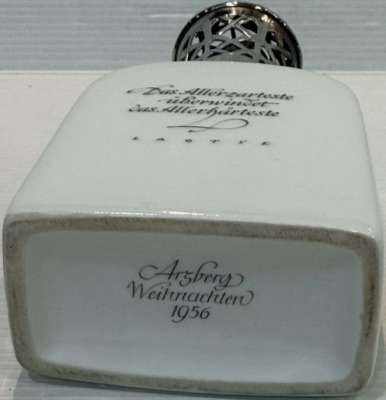 Das Allerzarteste
überwindet
das Allerhärteste
LAOTSE
Arzberg
Weihnachten
1956